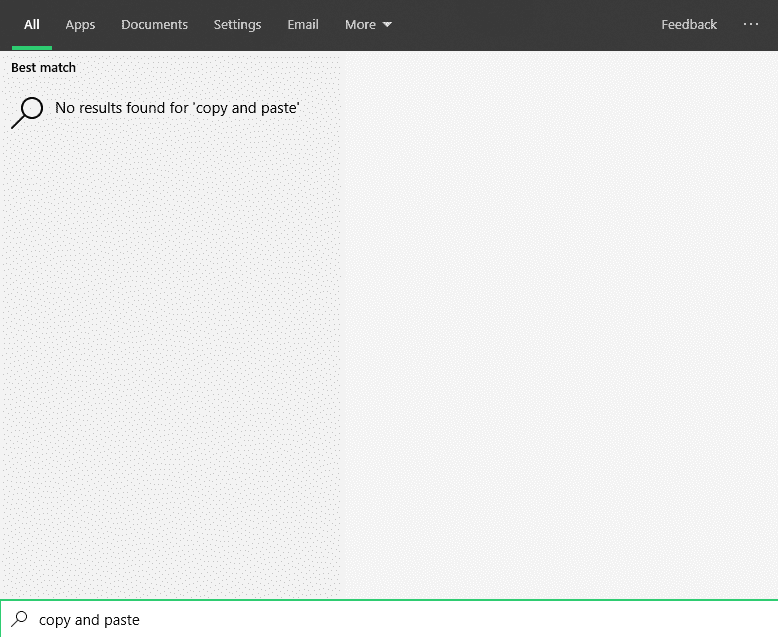 All Apps Documents Settings Email More Feedback ...
Best match
No results found for 'copy and paste'
copy and paste